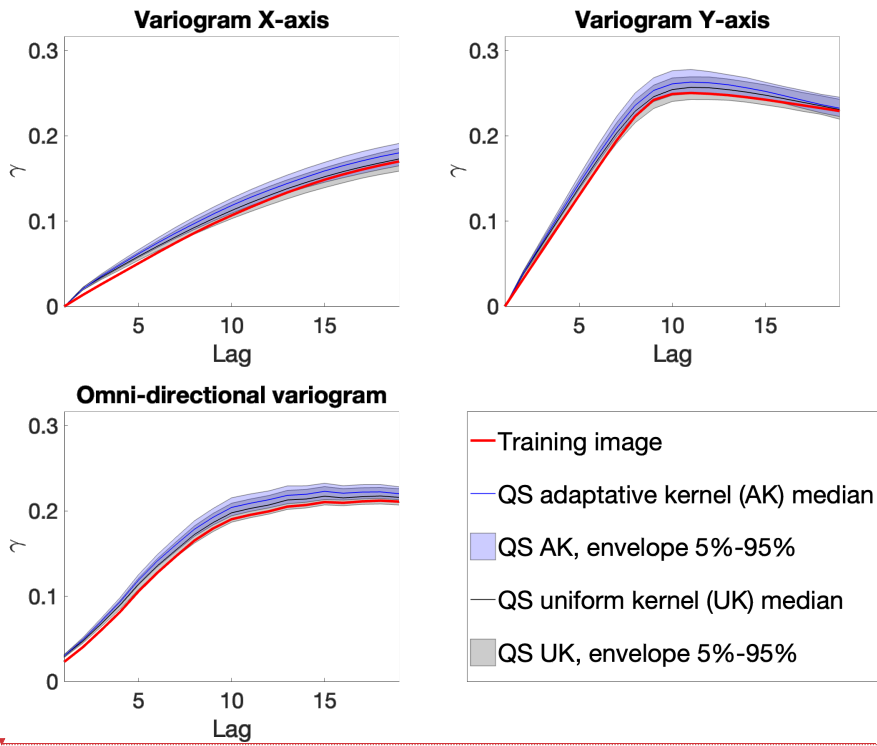 Variogram X-axis
0.3
0.2
0.1
0
γ
5 10 15
Lag
Variogram Y-axis
0.3
0.2
0.1
0
γ
5 10 15
Lag
Omni-directional variogram
0.3
0.2
0.1
0
γ
5 10 15
Lag
Training image
QS adaptative kernel (AK) median
QS AK, envelope 5%-95%
QS uniform kernel (UK) median
QS UK, envelope 5%-95%